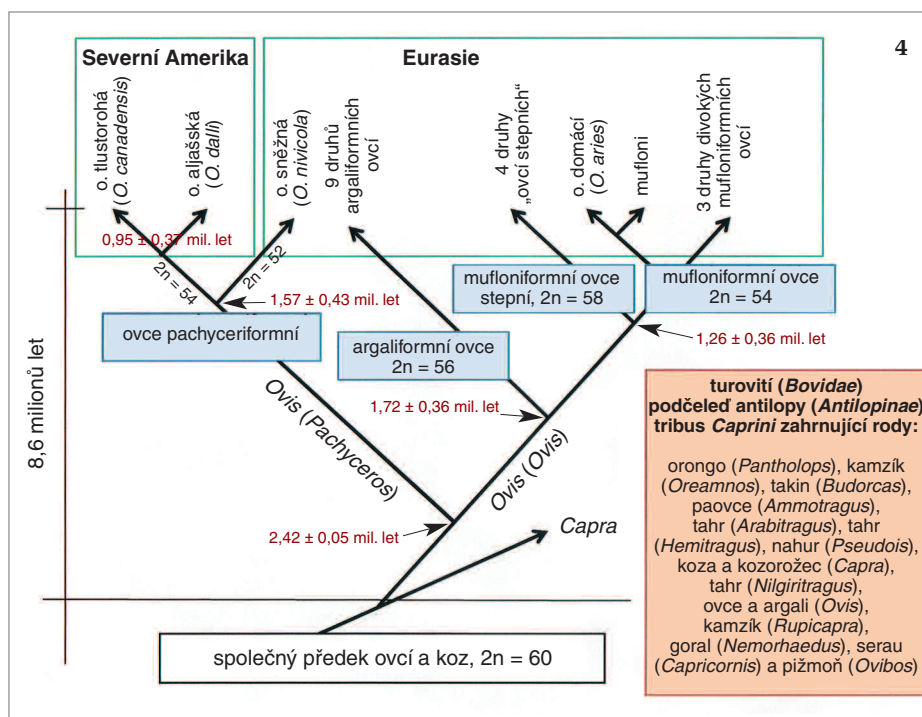 4
Severní Amerika
Eurasie
o. tlustorohá
(O. canadensis)
o. aljašská
(O. dalli)
o. sněžná
(O. nivicola)
9 druhů
argaliformních
ovcí
4 druhy
„ovcí stepních“
o. domácí
(O. aries)
mufloni
3 druhy divokých
mufloniformních
ovcí
0,95 ± 0,37 mil. let
2n = 54
2n = 52
1,57 ± 0,43 mil. let
mufloniformní ovce
stepní, 2n = 58
mufloniformní ovce
2n = 54
ovce pachyceriformní
argaliformní ovce
2n = 56
1,26 ± 0,36 mil. let
1,72 ± 0,36 mil. let
Ovis (Pachyceros)
Ovis (Ovis)
8,6 milionů let
2,42 ± 0,05 mil. let
Capra
společný předek ovcí a koz, 2n = 60
turovití (Bovidae)
podčeleď antilopy (Antilopinae)
tribus Caprini zahrnující rody:
orongo (Pantholops), kamzík
(Oreamnos), takin (Budorcas),
paovce (Ammotragus),
tahr (Arabitragus), tahr
(Hemitragus), nahur (Pseudois),
koza a kozorožec (Capra),
tahr (Nilgiritragus),
ovce a argali (Ovis),
kamzík (Rupicapra),
goral (Nemorhaedus), serau
(Capricornis) a pižmoň (Ovibos)